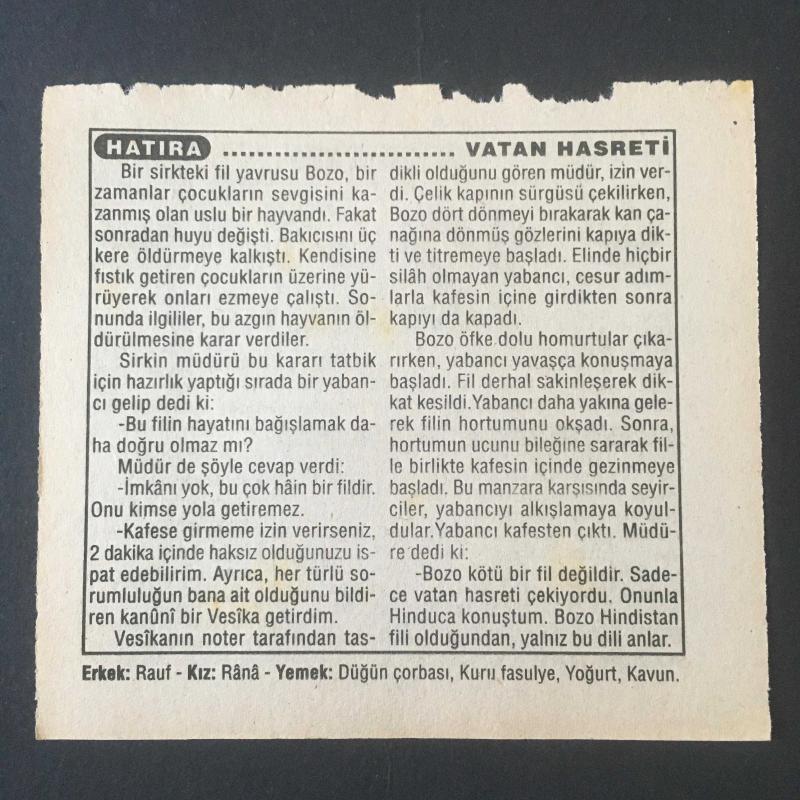 HATIRA ................................ VATAN HASRETİ
Bir sirkteki fil yavrusu Bozo, bir
zamanlar çocukların sevgisini ka-
zanmış olan uslu bir hayvandı. Fakat
sonradan huyu değişti. Bakıcısını üç
kere öldürmeye kalkıştı. Kendisine
fıstık getiren çocukların üzerine yü-
rüyerek onları ezmeye çalıştı. So-
nunda ilgililer, bu azgın hayvanın öl-
dürülmesine karar verdiler.
Sirkin müdürü bu kararı tatbik
için hazırlık yaptığı sırada bir yaban-
cı gelip dedi ki:
-Bu filin hayatını bağışlamak da-
ha doğru olmaz mı?
Müdür de şöyle cevap verdi:
-İmkânı yok, bu çok hâin bir fildir.
Onu kimse yola getiremez.
-Kafese girmeme izin verirseniz,
2 dakika içinde haksız olduğunuzu is-
pat edebilirim. Ayrıca, her türlü so-
rumluluğun bana ait olduğunu bildi-
ren kanûnî bir Vesîka getirdim.
Vesîkanın noter tarafından tas-
dikli olduğunu gören müdür, izin ver-
di. Çelik kapının sürgüsü çekilirken,
Bozo dört dönmeyi bırakarak kan ça-
nağına dönmüş gözlerini kapıya dik-
ti ve titremeye başladı. Elinde hiçbir
silâh olmayan yabancı, cesur adım-
larla kafesin içine girdikten sonra
kapıyı da kapadı.
Bozo öfke dolu homurtular çıka-
rırken, yabancı yavaşça konuşmaya
başladı. Fil derhal sakinleşerek dik-
kat kesildi.Yabancı daha yakına gele-
rek filin hortumunu okşadı. Sonra,
hortumun ucunu bileğine sararak fil-
le birlikte kafesin içinde gezinmeye
başladı. Bu manzara karşısında seyir-
ciler, yabancıyı alkışlamaya koyul-
dular.Yabancı kafesten çıktı. Müdü-
re dedi ki:
-Bozo kötü bir fil değildir. Sade-
ce vatan hasreti çekiyordu. Onunla
Hinduca konuştum. Bozo Hindistan
fili olduğundan, yalnız bu dili anlar.
Erkek: Rauf - Kız: Rânâ - Yemek: Düğün çorbası, Kuru fasulye, Yoğurt, Kavun.